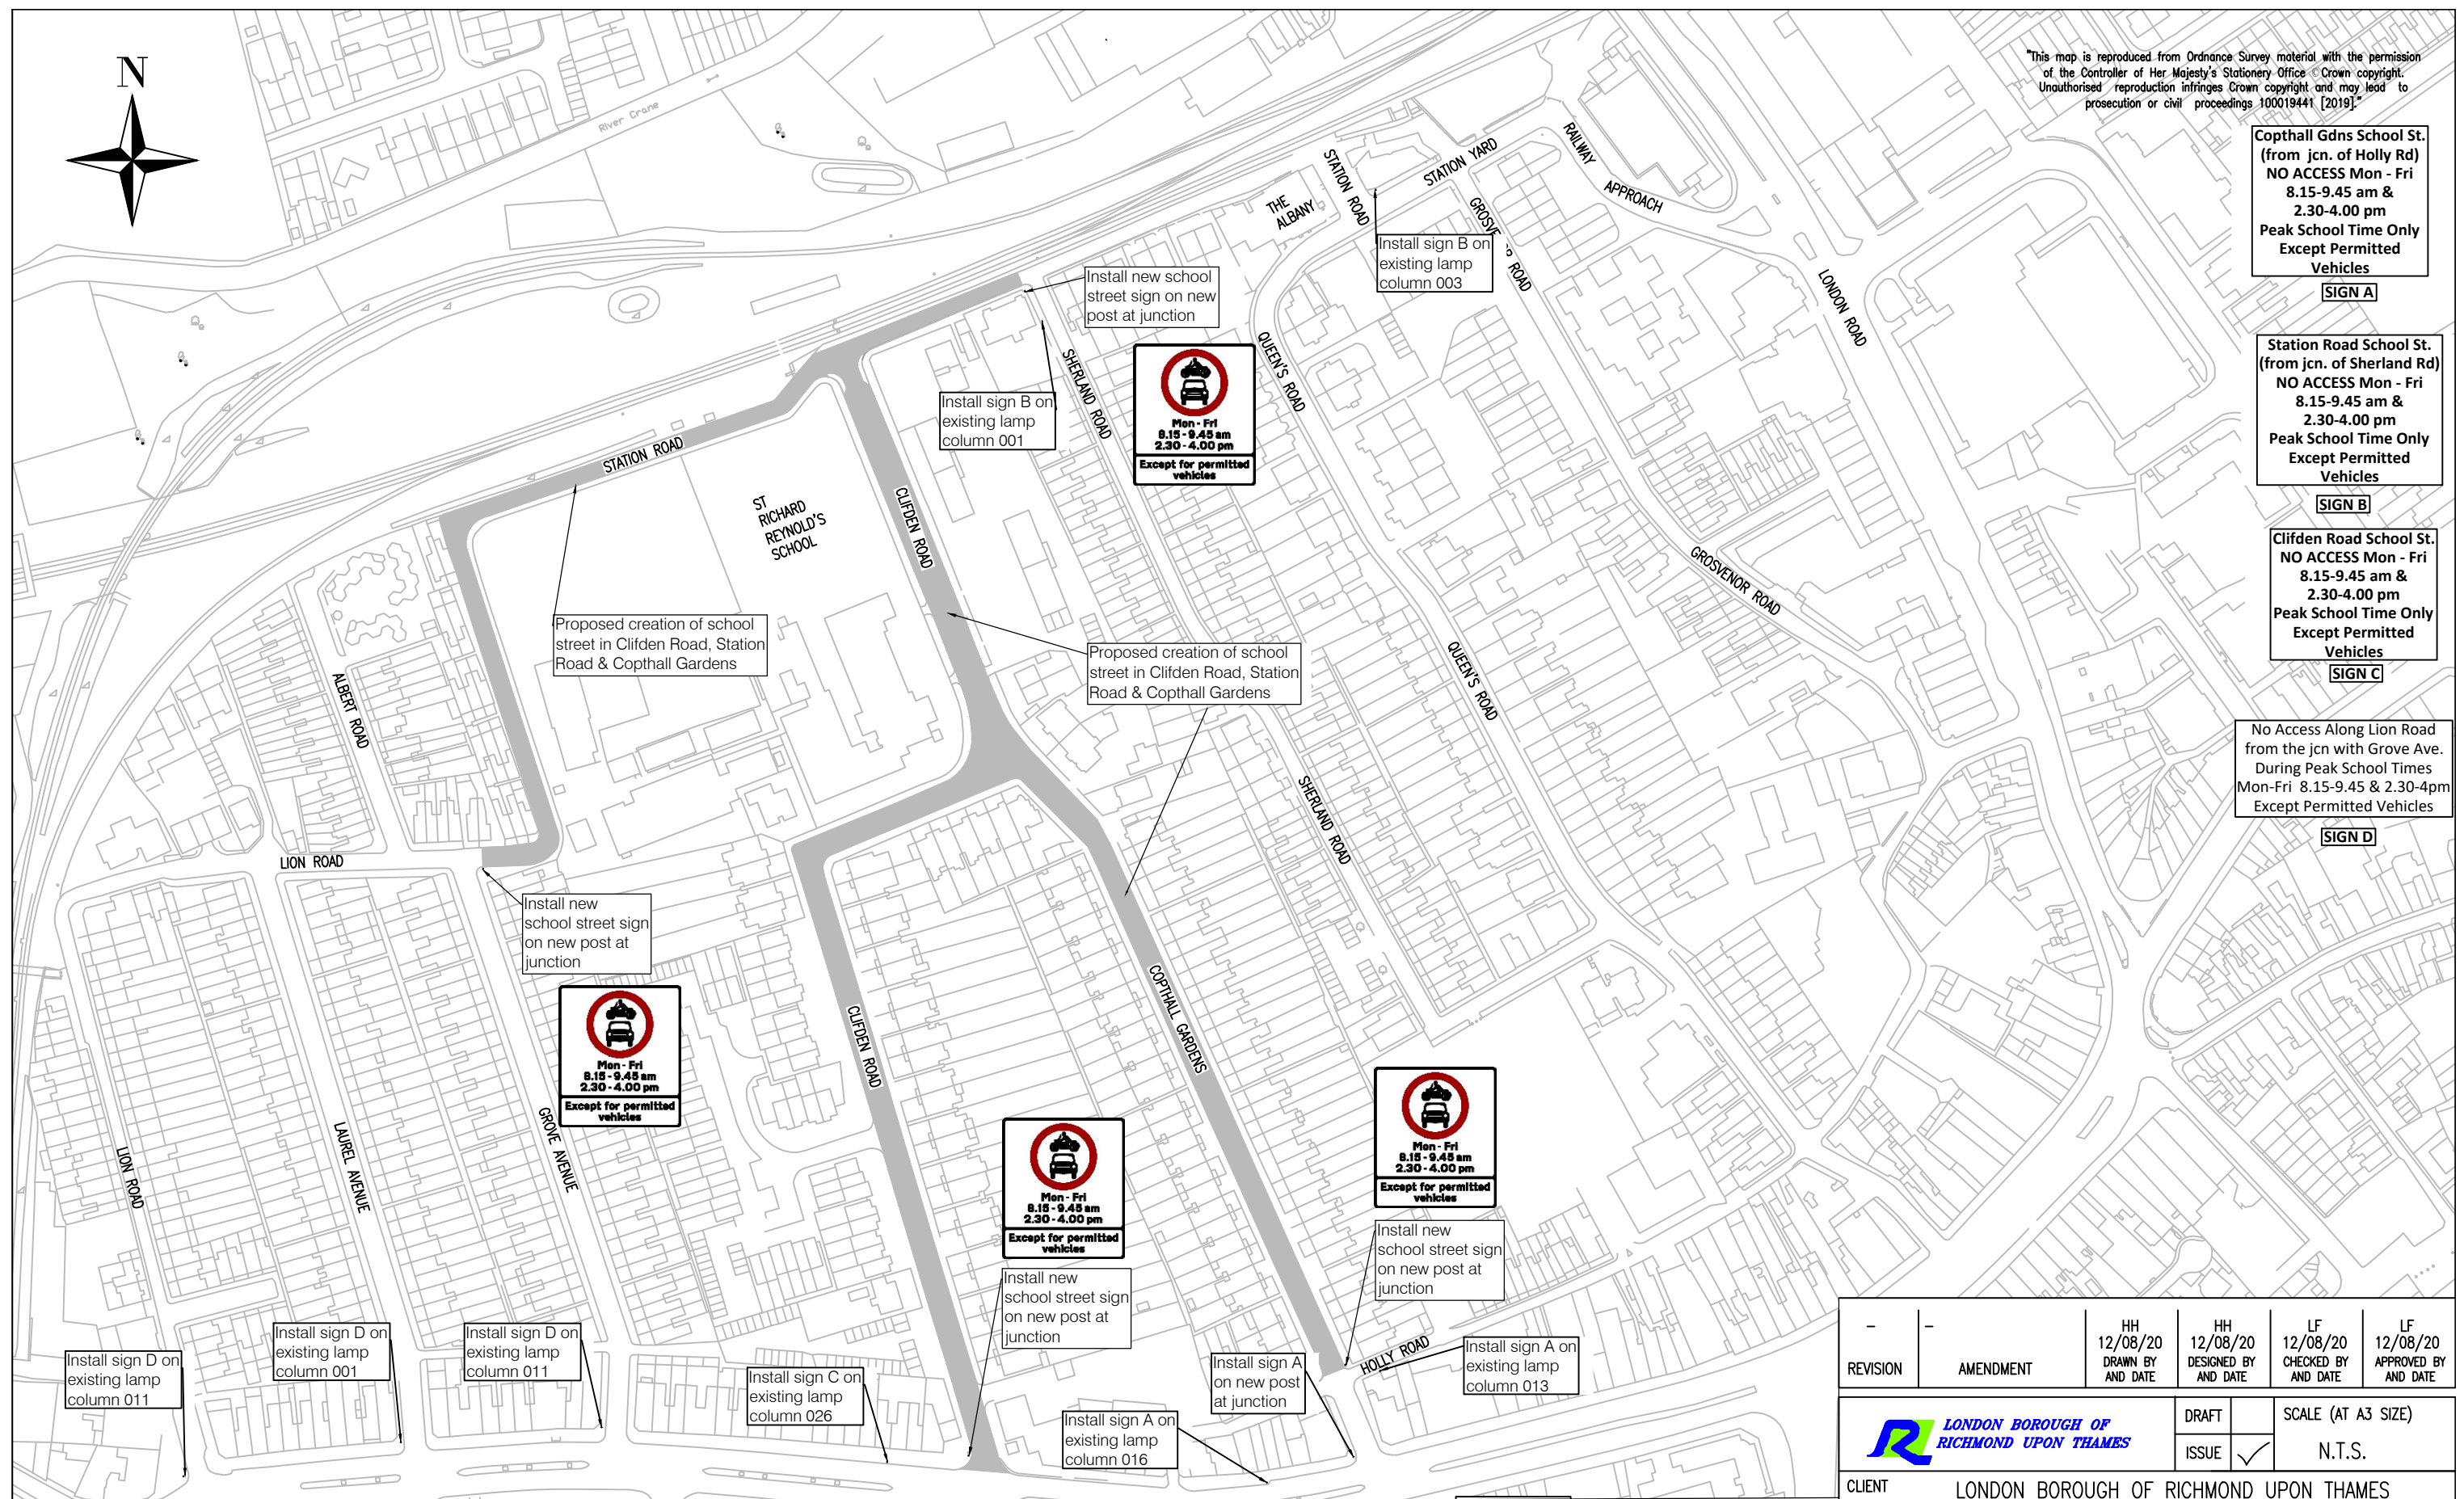 N
River Crane
"This map is reproduced from Ordnance Survey material with the permission
of the Controller of Her Majesty's Stationery Office © Crown copyright.
Unauthorised reproduction infringes Crown copyright and may lead to
prosecution or civil proceedings 100019441 [2019]."
Copthall Gdns School St.
(from jcn. of Holly Rd)
NO ACCESS Mon - Fri
8.15-9.45 am &
2.30-4.00 pm
Peak School Time Only
Except Permitted
Vehicles
SIGN A
Station Road School St.
(from jcn. of Sherland Rd)
NO ACCESS Mon - Fri
8.15-9.45 am &
2.30-4.00 pm
Peak School Time Only
Except Permitted
Vehicles
SIGN B
Clifden Road School St.
NO ACCESS Mon - Fri
8.15-9.45 am &
2.30-4.00 pm
Peak School Time Only
Except Permitted
Vehicles
SIGN C
No Access Along Lion Road
from the jcn with Grove Ave.
During Peak School Times
Mon-Fri 8.15-9.45 & 2.30-4pm
Except Permitted Vehicles
SIGN D
STATION ROAD
STATION YARD
RAILWAY
APPROACH
THE
ALBANY
GROSVENOR ROAD
LONDON ROAD
Install sign B on
existing lamp
column 003
Install new school
street sign on new
post at junction
QUEEN'S ROAD
SHERLAND ROAD
Mon - Fri
8.15 - 9.45 am
2.30 - 4.00 pm
Except for permitted
vehicles
Install sign B on
existing lamp
column 001
STATION ROAD
ST
RICHARD
REYNOLD'S
SCHOOL
CLIFDEN ROAD
GROSVENOR ROAD
Proposed creation of school
street in Clifden Road, Station
Road & Copthall Gardens
Proposed creation of school
street in Clifden Road, Station
Road & Copthall Gardens
QUEEN'S ROAD
ALBERT ROAD
SHERLAND ROAD
LION ROAD
Install new
school street sign
on new post at
junction
COPTHALL GARDENS
CLIFDEN ROAD
Mon - Fri
8.15 - 9.45 am
2.30 - 4.00 pm
Except for permitted
vehicles
Mon - Fri
8.15 - 9.45 am
2.30 - 4.00 pm
Except for permitted
vehicles
Mon - Fri
8.15 - 9.45 am
2.30 - 4.00 pm
Except for permitted
vehicles
LION ROAD
LAUREL AVENUE
GROVE AVENUE
Install new
school street sign
on new post at
junction
Install new
school street sign
on new post at
junction
HOLLY ROAD
Install sign D on
existing lamp
column 011
Install sign D on
existing lamp
column 001
Install sign D on
existing lamp
column 011
Install sign C on
existing lamp
column 026
Install sign A on
existing lamp
column 016
Install sign A
on new post
at junction
Install sign A on
existing lamp
column 013
-
REVISION
-
AMENDMENT
HH
12/08/20
DRAWN BY
AND DATE
HH
12/08/20
DESIGNED BY
AND DATE
LF
12/08/20
CHECKED BY
AND DATE
LF
12/08/20
APPROVED BY
AND DATE
LONDON BOROUGH OF
RICHMOND UPON THAMES
DRAFT
ISSUE ✓
SCALE (AT A3 SIZE)
N.T.S.
CLIENT
LONDON BOROUGH OF RICHMOND UPON THAMES